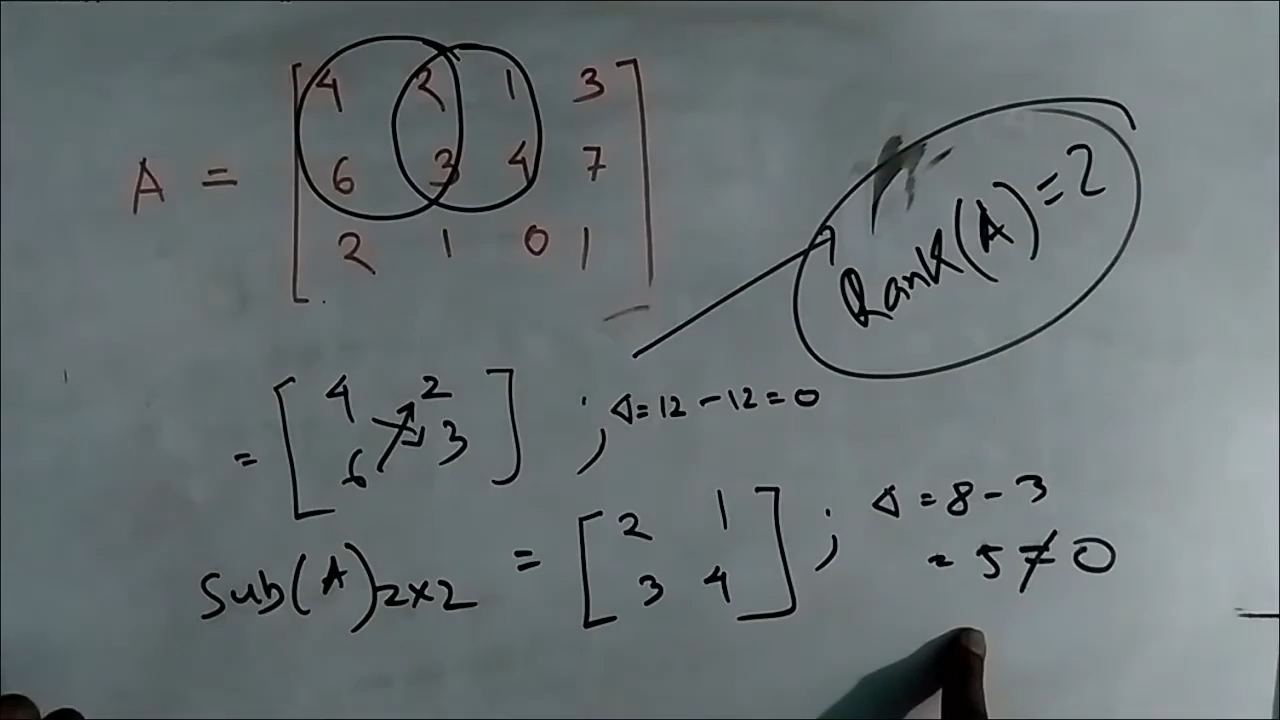 A = [ 4 2 1 3
6 3 4 7
2 1 0 1 ]
Rank(A) = 2
= [ 4 2
6 3 ] ; Δ = 12 - 12 = 0
Sub(A)2×2 = [ 2 1
3 4 ] ; Δ = 8 - 3
= 5 ≠ 0